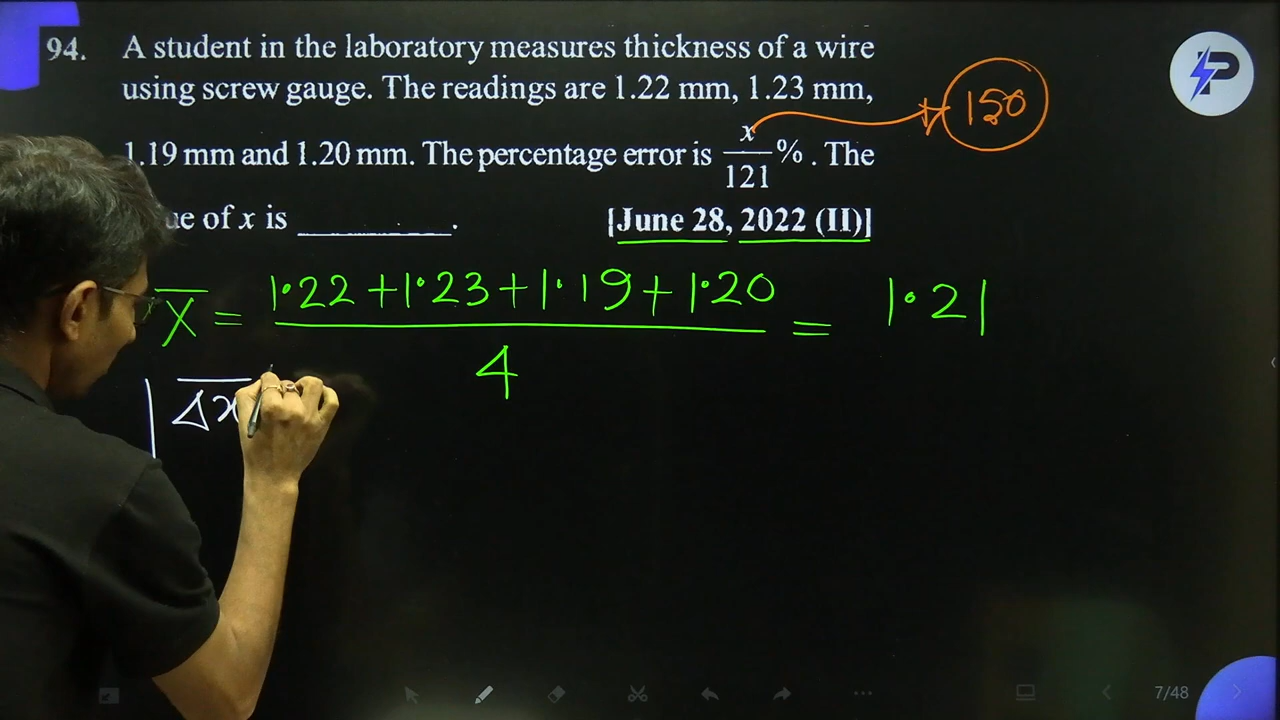 94. A student in the laboratory measures thickness of a wire
using screw gauge. The readings are 1.22 mm, 1.23 mm,
1.19 mm and 1.20 mm. The percentage error is x/121 %. The
ue of x is ________. [June 28, 2022 (II)]
150
X̅ = (1.22 + 1.23 + 1.19 + 1.20)/4 = 1.21
|Δx
7/48